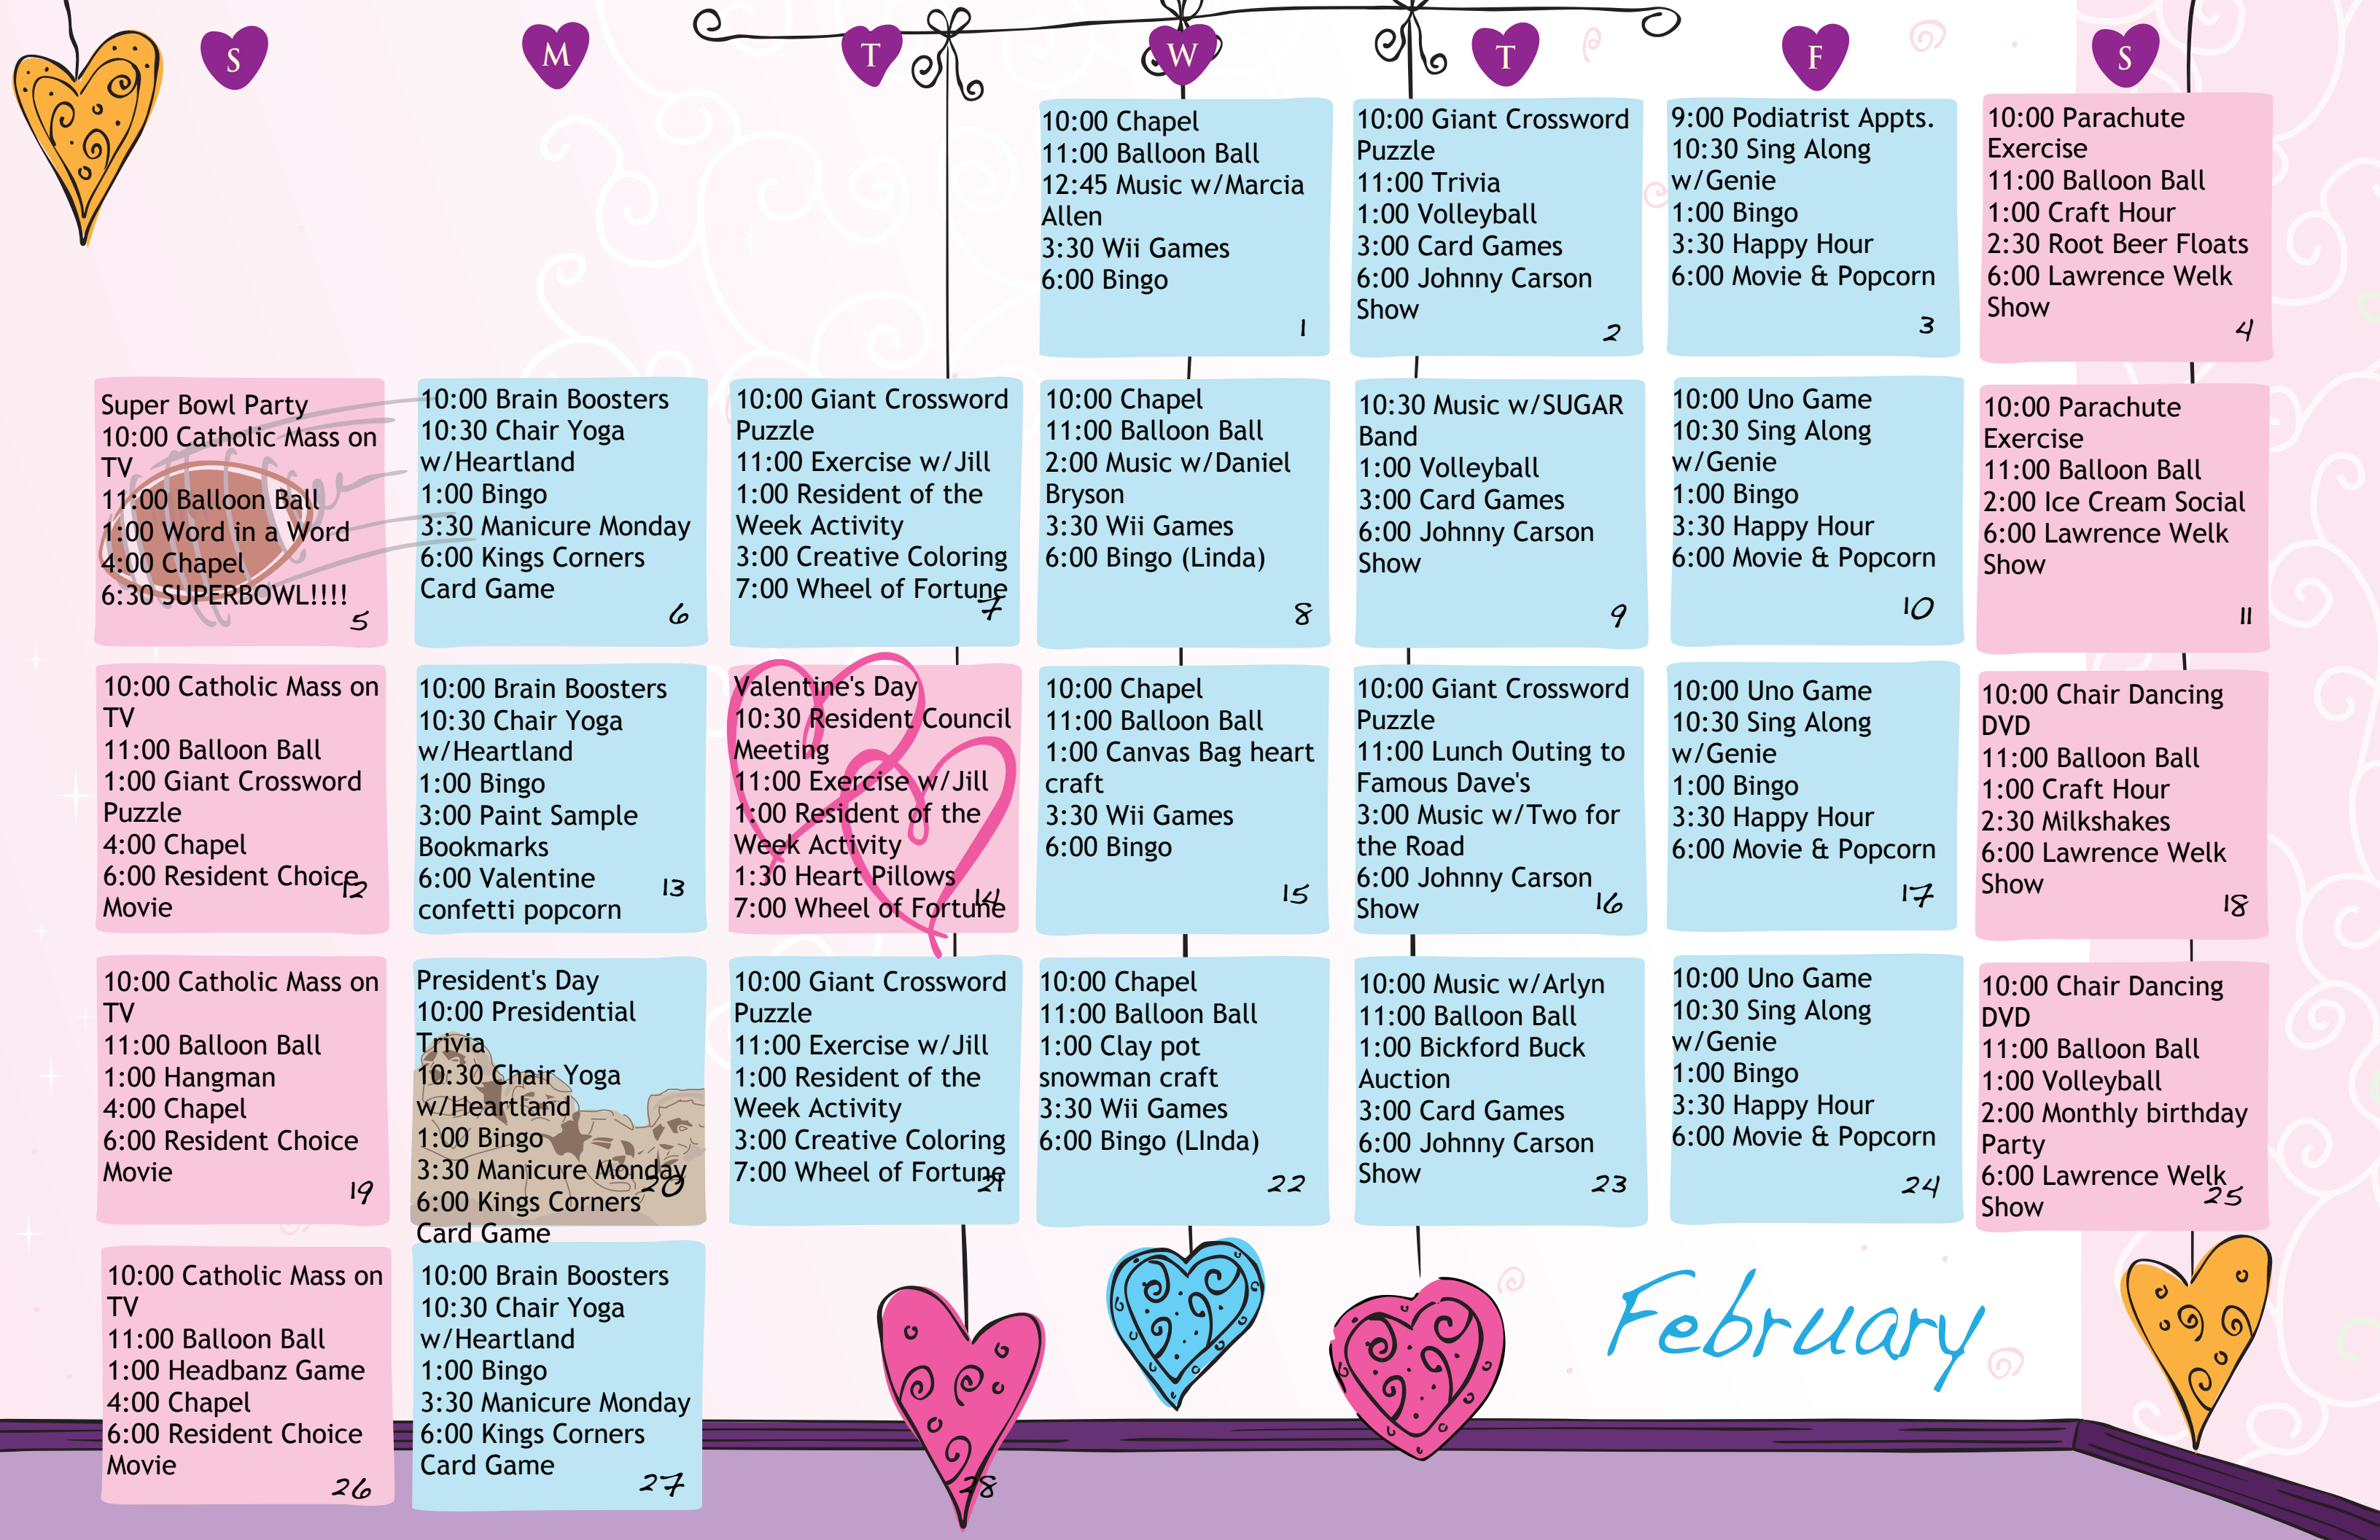 S
M
T
W
T
F
S
10:00 Chapel
11:00 Balloon Ball
12:45 Music w/Marcia
Allen
3:30 Wii Games
6:00 Bingo
1
10:00 Giant Crossword
Puzzle
11:00 Trivia
1:00 Volleyball
3:00 Card Games
6:00 Johnny Carson
Show
2
9:00 Podiatrist Appts.
10:30 Sing Along
w/Genie
1:00 Bingo
3:30 Happy Hour
6:00 Movie & Popcorn
3
10:00 Parachute
Exercise
11:00 Balloon Ball
1:00 Craft Hour
2:30 Root Beer Floats
6:00 Lawrence Welk
Show
4
Super Bowl Party
10:00 Catholic Mass on
TV
11:00 Balloon Ball
1:00 Word in a Word
4:00 Chapel
6:30 SUPERBOWL!!!!
5
10:00 Brain Boosters
10:30 Chair Yoga
w/Heartland
1:00 Bingo
3:30 Manicure Monday
6:00 Kings Corners
Card Game
6
10:00 Giant Crossword
Puzzle
11:00 Exercise w/Jill
1:00 Resident of the
Week Activity
3:00 Creative Coloring
7:00 Wheel of Fortune
7
10:00 Chapel
11:00 Balloon Ball
2:00 Music w/Daniel
Bryson
3:30 Wii Games
6:00 Bingo (Linda)
8
10:30 Music w/SUGAR
Band
1:00 Volleyball
3:00 Card Games
6:00 Johnny Carson
Show
9
10:00 Uno Game
10:30 Sing Along
w/Genie
1:00 Bingo
3:30 Happy Hour
6:00 Movie & Popcorn
10
10:00 Parachute
Exercise
11:00 Balloon Ball
2:00 Ice Cream Social
6:00 Lawrence Welk
Show
11
10:00 Catholic Mass on
TV
11:00 Balloon Ball
1:00 Giant Crossword
Puzzle
4:00 Chapel
6:00 Resident Choice
Movie
12
10:00 Brain Boosters
10:30 Chair Yoga
w/Heartland
1:00 Bingo
3:00 Paint Sample
Bookmarks
6:00 Valentine
confetti popcorn
13
Valentine's Day
10:30 Resident Council
Meeting
11:00 Exercise w/Jill
1:00 Resident of the
Week Activity
1:30 Heart Pillows
7:00 Wheel of Fortune
14
10:00 Chapel
11:00 Balloon Ball
1:00 Canvas Bag heart
craft
3:30 Wii Games
6:00 Bingo
15
10:00 Giant Crossword
Puzzle
11:00 Lunch Outing to
Famous Dave's
3:00 Music w/Two for
the Road
6:00 Johnny Carson
Show
16
10:00 Uno Game
10:30 Sing Along
w/Genie
1:00 Bingo
3:30 Happy Hour
6:00 Movie & Popcorn
17
10:00 Chair Dancing
DVD
11:00 Balloon Ball
1:00 Craft Hour
2:30 Milkshakes
6:00 Lawrence Welk
Show
18
10:00 Catholic Mass on
TV
11:00 Balloon Ball
1:00 Hangman
4:00 Chapel
6:00 Resident Choice
Movie
19
President's Day
10:00 Presidential
Trivia
10:30 Chair Yoga
w/Heartland
1:00 Bingo
3:30 Manicure Monday
6:00 Kings Corners
Card Game
20
10:00 Giant Crossword
Puzzle
11:00 Exercise w/Jill
1:00 Resident of the
Week Activity
3:00 Creative Coloring
7:00 Wheel of Fortune
21
10:00 Chapel
11:00 Balloon Ball
1:00 Clay pot
snowman craft
3:30 Wii Games
6:00 Bingo (LInda)
22
10:00 Music w/Arlyn
11:00 Balloon Ball
1:00 Bickford Buck
Auction
3:00 Card Games
6:00 Johnny Carson
Show
23
10:00 Uno Game
10:30 Sing Along
w/Genie
1:00 Bingo
3:30 Happy Hour
6:00 Movie & Popcorn
24
10:00 Chair Dancing
DVD
11:00 Balloon Ball
1:00 Volleyball
2:00 Monthly birthday
Party
6:00 Lawrence Welk
Show
25
10:00 Catholic Mass on
TV
11:00 Balloon Ball
1:00 Headbanz Game
4:00 Chapel
6:00 Resident Choice
Movie
26
10:00 Brain Boosters
10:30 Chair Yoga
w/Heartland
1:00 Bingo
3:30 Manicure Monday
6:00 Kings Corners
Card Game
27
28
February